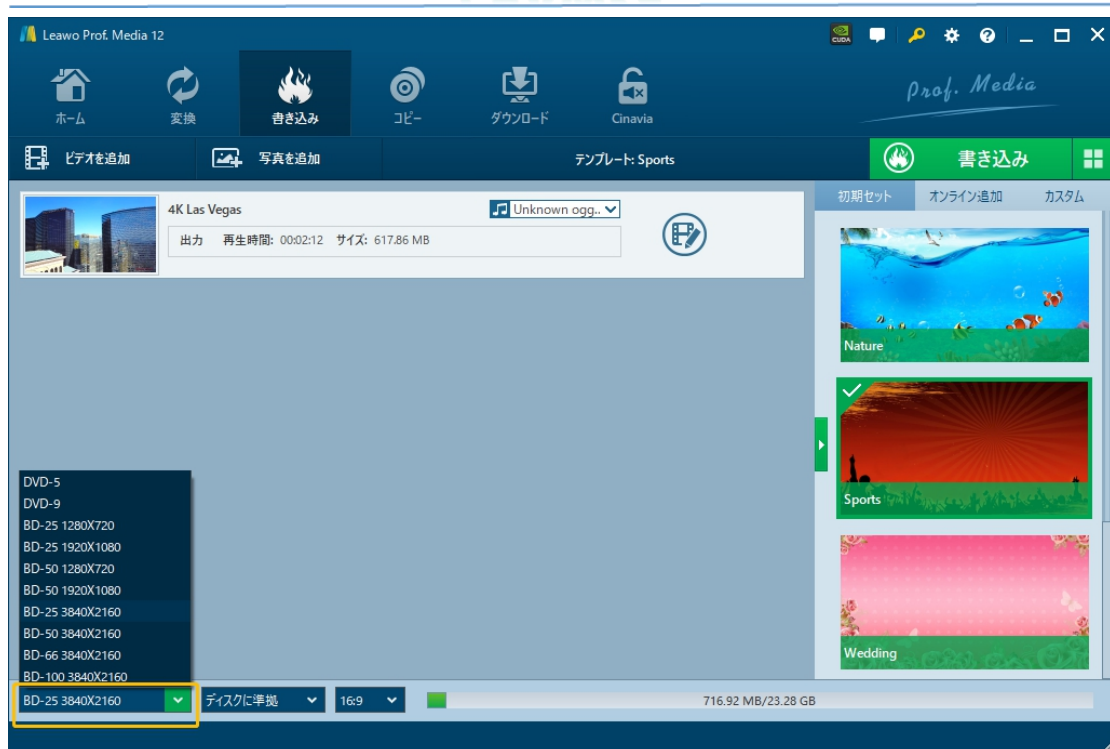 Leawo Prof. Media 12
CUDA
ホーム
変換
書き込み
コピー
ダウンロード
Cinavia
Prof. Media
ビデオを追加
写真を追加
テンプレート: Sports
書き込み
初期セット
オンライン追加
カスタム
4K Las Vegas
Unknown ogg..
出力 再生時間: 00:02:12 サイズ: 617.86 MB
Nature
Sports
Wedding
DVD-5
DVD-9
BD-25 1280X720
BD-25 1920X1080
BD-50 1280X720
BD-50 1920X1080
BD-25 3840X2160
BD-50 3840X2160
BD-66 3840X2160
BD-100 3840X2160
BD-25 3840X2160
ディスクに準拠
16:9
716.92 MB/23.28 GB